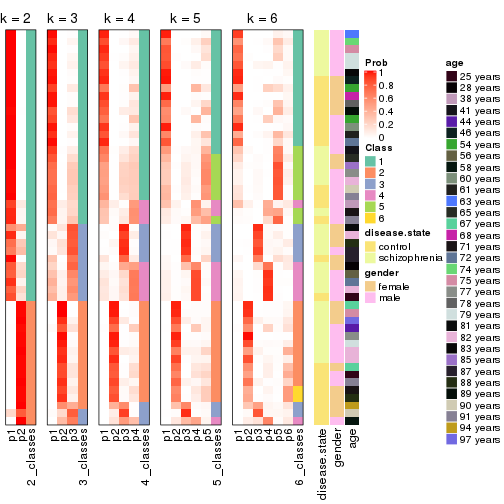 k = 2
k = 3
k = 4
k = 5
k = 6
p1
p2
2_classes
p1
p2
p3
3_classes
p1
p2
p3
p4
4_classes
p1
p2
p3
p4
p5
5_classes
p1
p2
p3
p4
p5
p6
6_classes
disease.state
gender
age
Prob
1
0.8
0.6
0.4
0.2
0
Class
1
2
3
4
5
6
disease.state
control
schizophrenia
gender
female
male
age
25 years
28 years
38 years
41 years
44 years
46 years
54 years
56 years
58 years
60 years
61 years
63 years
65 years
67 years
68 years
71 years
72 years
74 years
75 years
77 years
78 years
79 years
81 years
82 years
83 years
85 years
87 years
88 years
89 years
90 years
91 years
94 years
97 years